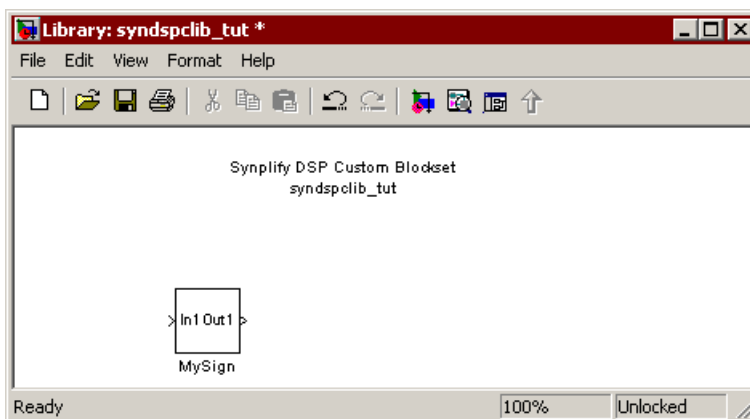 Library: syndspclib_tut *
File Edit View Format Help
Synplify DSP Custom Blockset
syndspclib_tut
In1 Out1
MySign
Ready 100% Unlocked